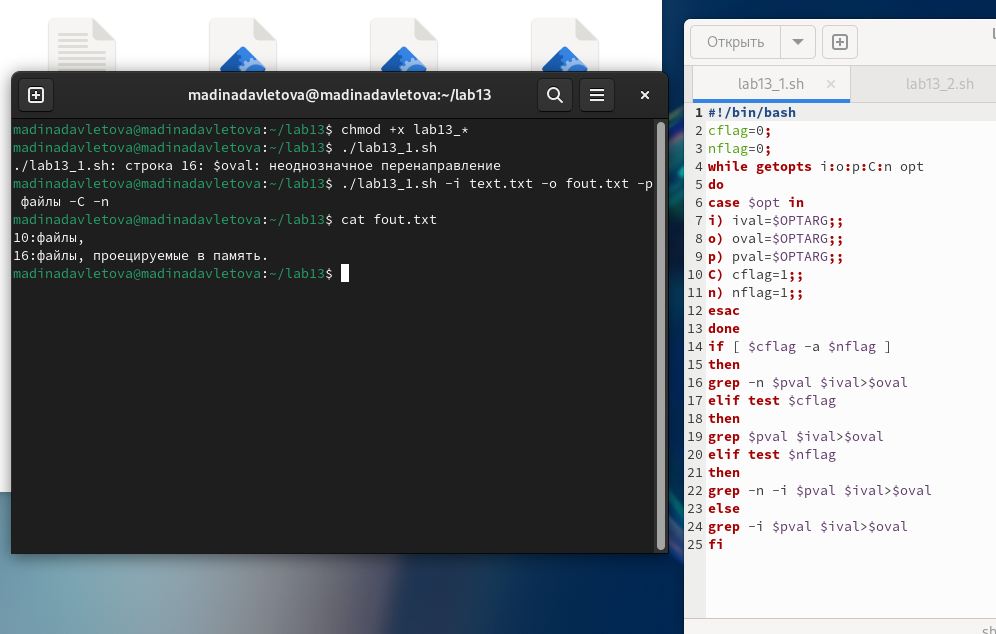 madinadavletova@madinadavletova:~/lab13
madinadavletova@madinadavletova:~/lab13$ chmod +x lab13_*
madinadavletova@madinadavletova:~/lab13$ ./lab13_1.sh
./lab13_1.sh: строка 16: $oval: неоднозначное перенаправление
madinadavletova@madinadavletova:~/lab13$ ./lab13_1.sh -i text.txt -o fout.txt -p
файлы -C -n
madinadavletova@madinadavletova:~/lab13$ cat fout.txt
10:файлы,
16:файлы, проецируемые в память.
madinadavletova@madinadavletova:~/lab13$
Открыть
lab13_1.sh
lab13_2.sh
1 #!/bin/bash
2 cflag=0;
3 nflag=0;
4 while getopts i:o:p:C:n opt
5 do
6 case $opt in
7 i) ival=$OPTARG;;
8 o) oval=$OPTARG;;
9 p) pval=$OPTARG;;
10 C) cflag=1;;
11 n) nflag=1;;
12 esac
13 done
14 if [ $cflag -a $nflag ]
15 then
16 grep -n $pval $ival>$oval
17 elif test $cflag
18 then
19 grep $pval $ival>$oval
20 elif test $nflag
21 then
22 grep -n -i $pval $ival>$oval
23 else
24 grep -i $pval $ival>$oval
25 fi